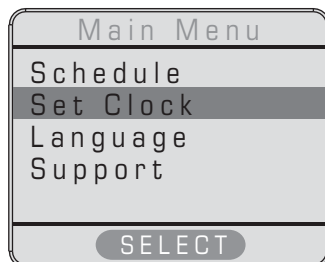 Main Menu
Schedule
Set Clock
Language
Support
SELECT